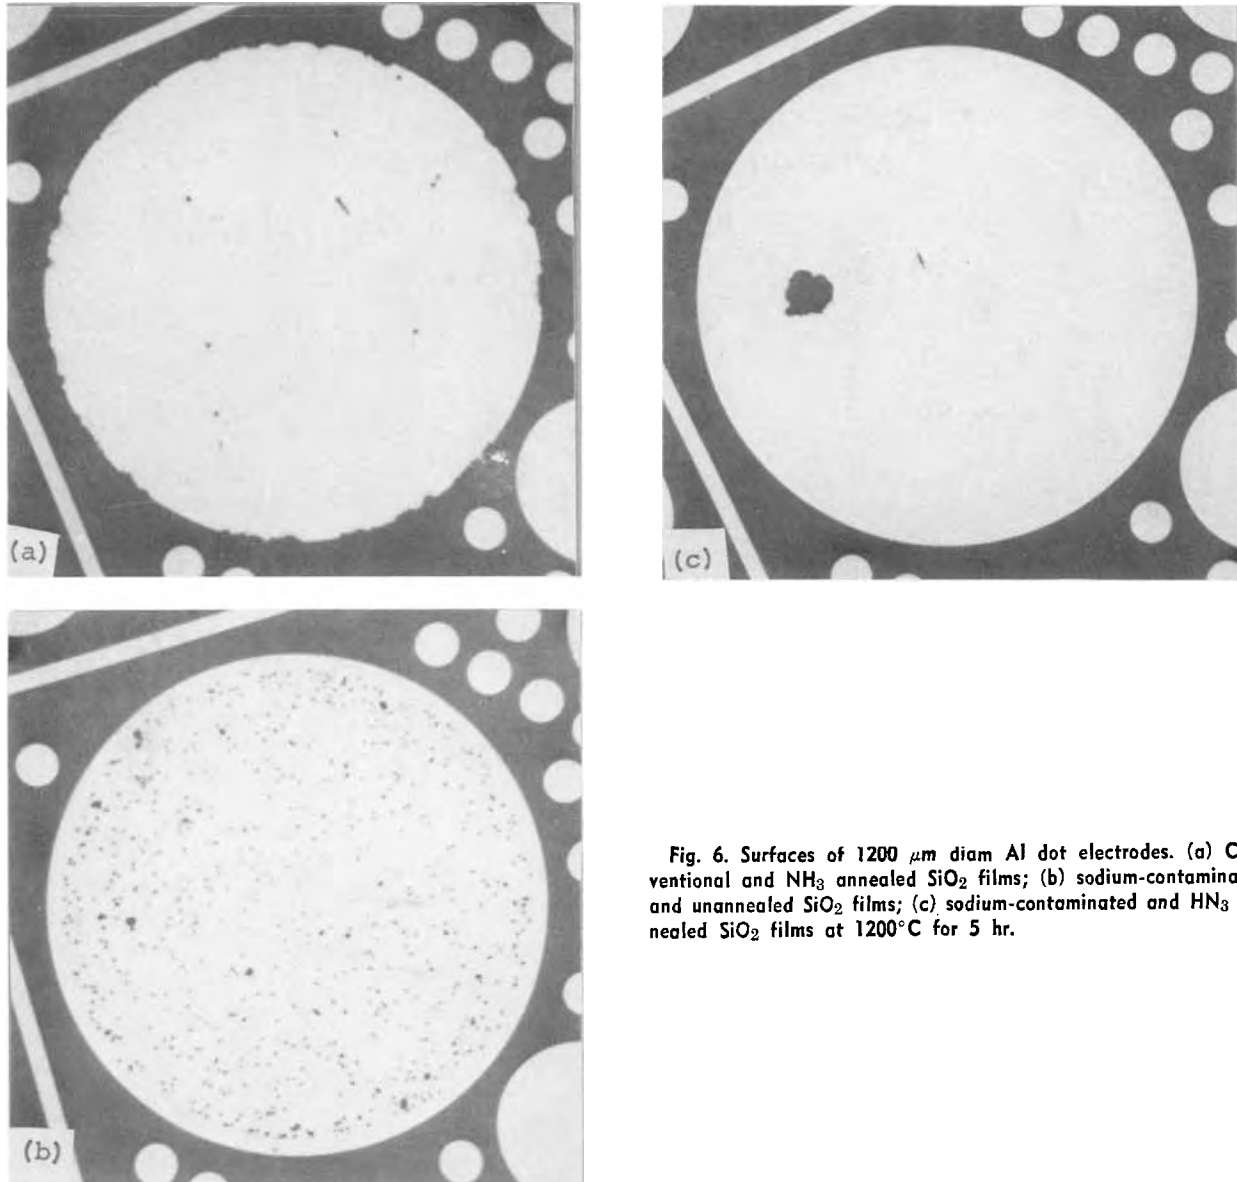 (a)
(c)
(b)
Fig. 6. Surfaces of 1200 μm diam Al dot electrodes. (a) C
ventional and NH3 annealed SiO2 films; (b) sodium-contamina
and unannealed SiO2 films; (c) sodium-contaminated and HN3
nealed SiO2 films at 1200°C for 5 hr.